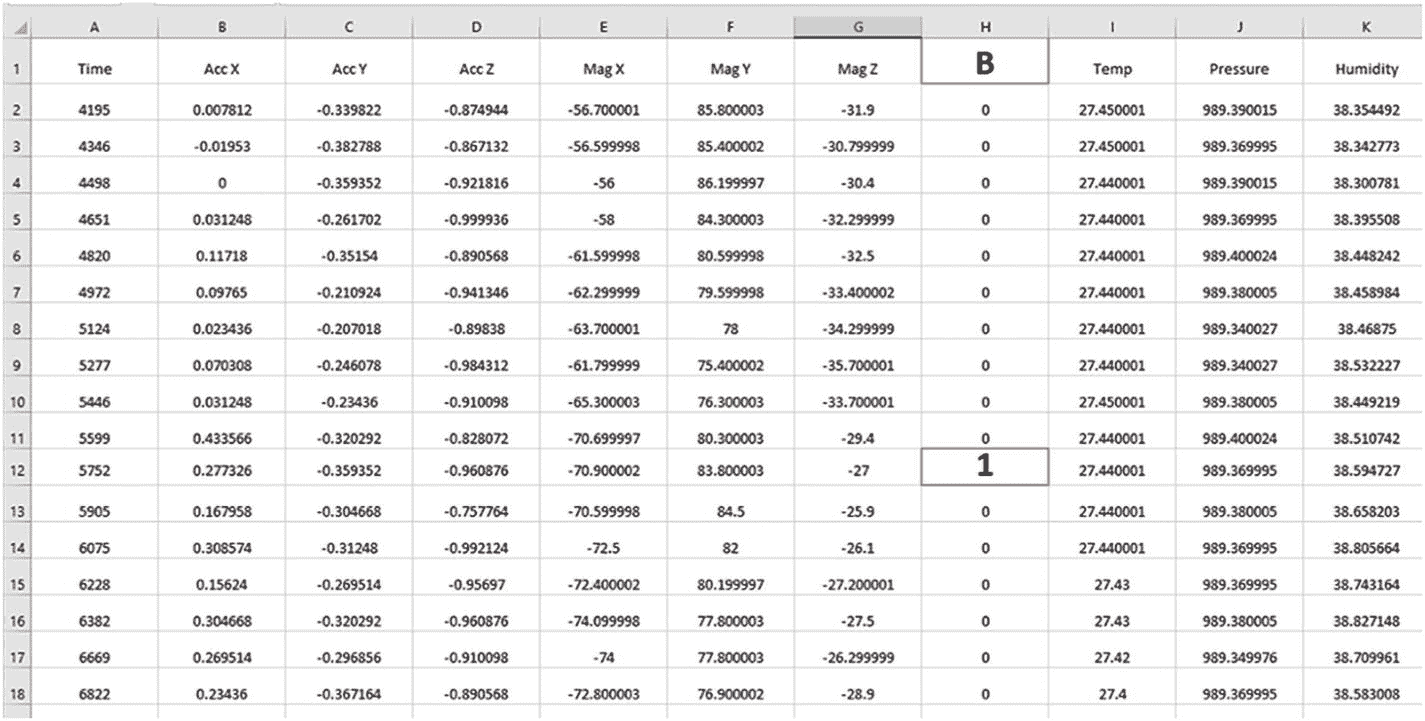 A B C D E F G H I J K
1 Time Acc X Acc Y Acc Z Mag X Mag Y Mag Z B Temp Pressure Humidity
2 4195 0.007812 -0.339822 -0.874944 -56.700001 85.800003 -31.9 0 27.450001 989.390015 38.354492
3 4346 -0.01953 -0.382788 -0.867132 -56.599998 85.400002 -30.799999 0 27.450001 989.369995 38.342773
4 4498 0 -0.359352 -0.921816 -56 86.199997 -30.4 0 27.440001 989.390015 38.300781
5 4651 0.031248 -0.261702 -0.999936 -58 84.300003 -32.299999 0 27.440001 989.369995 38.395508
6 4820 0.11718 -0.35154 -0.890568 -61.599998 80.599998 -32.5 0 27.440001 989.400024 38.448242
7 4972 0.09765 -0.210924 -0.941346 -62.299999 79.599998 -33.400002 0 27.440001 989.380005 38.458984
8 5124 0.023436 -0.207018 -0.89838 -63.700001 78 -34.299999 0 27.440001 989.340027 38.46875
9 5277 0.070308 -0.246078 -0.984312 -61.799999 75.400002 -35.700001 0 27.440001 989.340027 38.532227
10 5446 0.031248 -0.23436 -0.910098 -65.300003 76.300003 -33.700001 0 27.450001 989.380005 38.449219
11 5599 0.433566 -0.320292 -0.828072 -70.699997 80.300003 -29.4 0 27.440001 989.400024 38.510742
12 5752 0.277326 -0.359352 -0.960876 -70.900002 83.800003 -27 1 27.440001 989.369995 38.594727
13 5905 0.167958 -0.304668 -0.757764 -70.599998 84.5 -25.9 0 27.440001 989.380005 38.658203
14 6075 0.308574 -0.31248 -0.992124 -72.5 82 -26.1 0 27.440001 989.369995 38.805664
15 6228 0.15624 -0.269514 -0.95697 -72.400002 80.199997 -27.200001 0 27.43 989.369995 38.743164
16 6382 0.304668 -0.320292 -0.960876 -74.099998 77.800003 -27.5 0 27.43 989.380005 38.827148
17 6669 0.269514 -0.296856 -0.910098 -74 77.800003 -26.299999 0 27.42 989.349976 38.709961
18 6822 0.23436 -0.367164 -0.890568 -72.800003 76.900002 -28.9 0 27.4 989.369995 38.583008